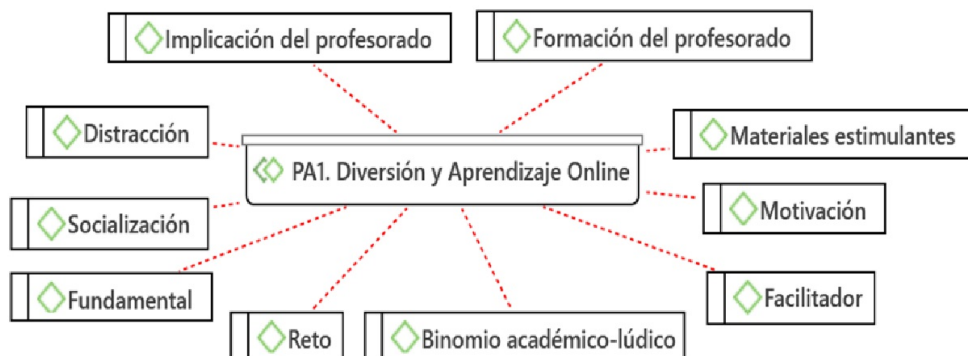 Implicación del profesorado
Formación del profesorado
Distracción
Materiales estimulantes
PA1. Diversión y Aprendizaje Online
Socialización
Motivación
Fundamental
Facilitador
Reto
Binomio académico-lúdico